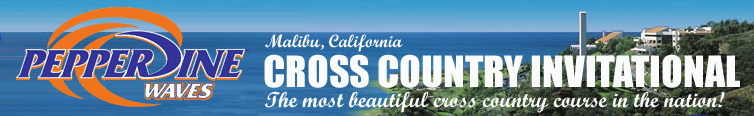 PEPPERDINE
WAVES
Malibu, California
CROSS COUNTRY INVITATIONAL
The most beautiful cross country course in the nation!